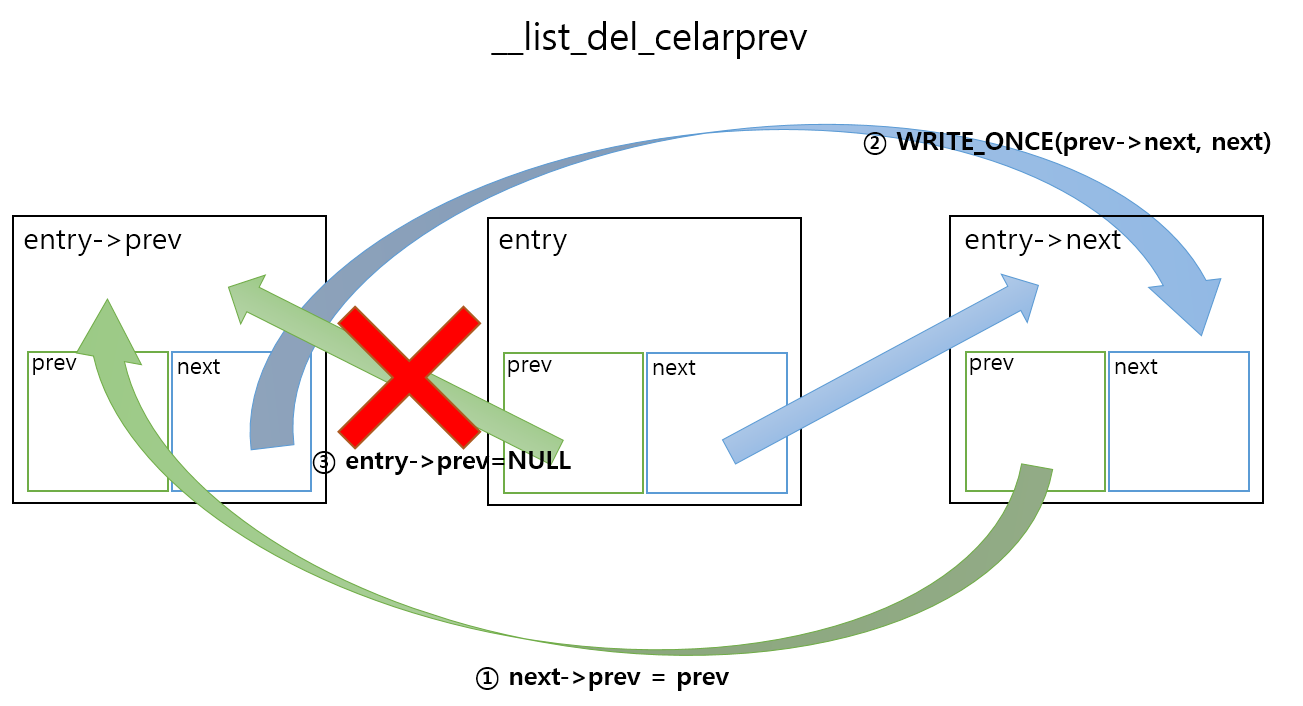 __list_del_celarprev
② WRITE_ONCE(prev->next, next)
entry->prev
entry
entry->next
prev
next
prev
next
prev
next
③ entry->prev=NULL
① next->prev = prev